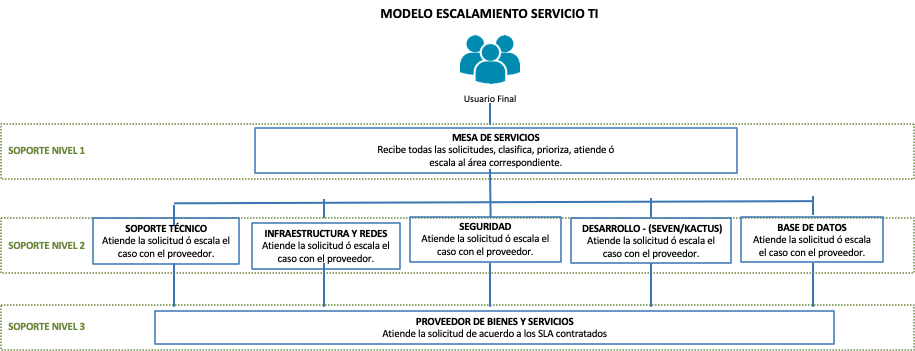 MODELO ESCALAMIENTO SERVICIO TI
Usuario Final
SOPORTE NIVEL 1
MESA DE SERVICIOS
Recibe todas las solicitudes, clasifica, prioriza, atiende ó
escala al área correspondiente.
SOPORTE NIVEL 2
SOPORTE TÉCNICO
Atiende la solicitud ó escala el
caso con el proveedor.
INFRAESTRUCTURA Y REDES
Atiende la solicitud ó escala el
caso con el proveedor.
SEGURIDAD
Atiende la solicitud ó escala el
caso con el proveedor.
DESARROLLO - (SEVEN/KACTUS)
Atiende la solicitud ó escala el
caso con el proveedor.
BASE DE DATOS
Atiende la solicitud ó escala
el caso con el proveedor.
SOPORTE NIVEL 3
PROVEEDOR DE BIENES Y SERVICIOS
Atiende la solicitud de acuerdo a los SLA contratados